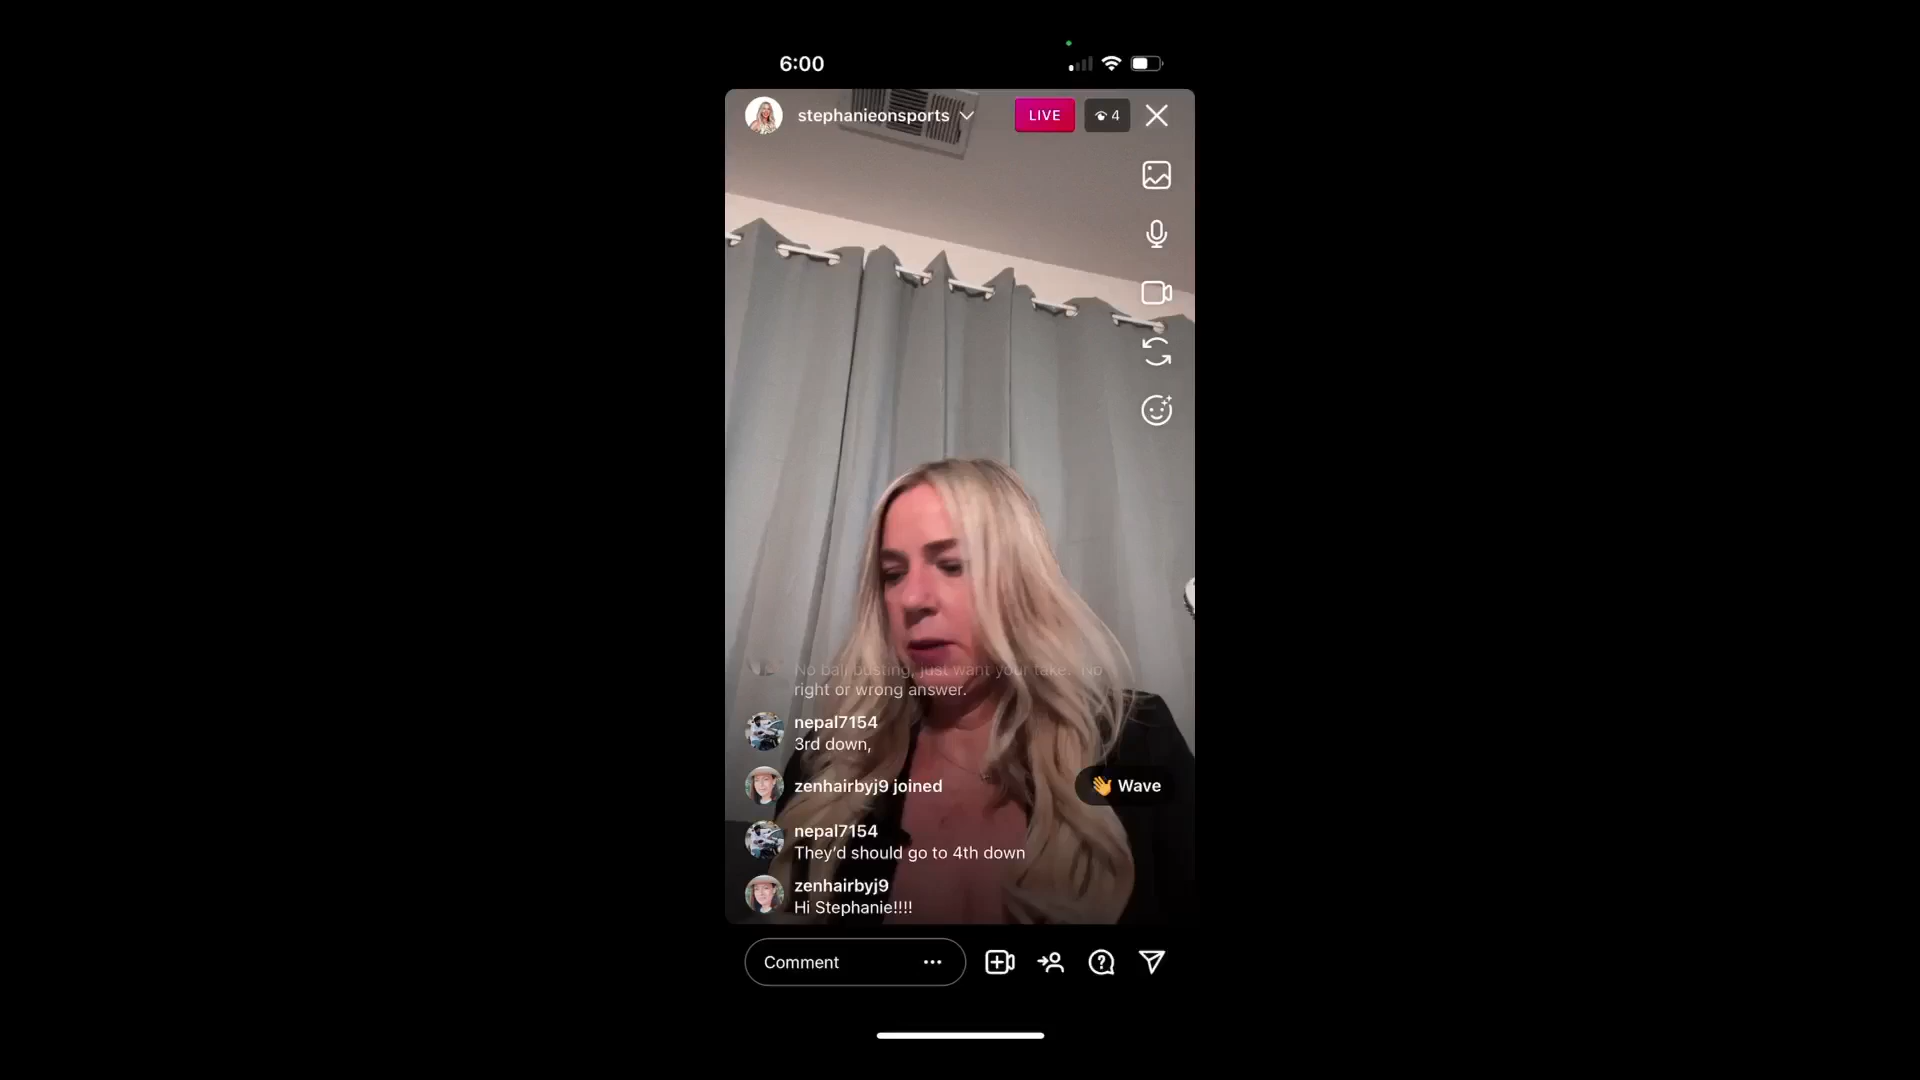 6:00
stephanieonsports
LIVE
4
No ball busting, just want your take. No
right or wrong answer.
nepal7154
3rd down,
zenhairbyj9 joined
👋 Wave
nepal7154
They’d should go to 4th down
zenhairbyj9
Hi Stephanie!!!!
Comment